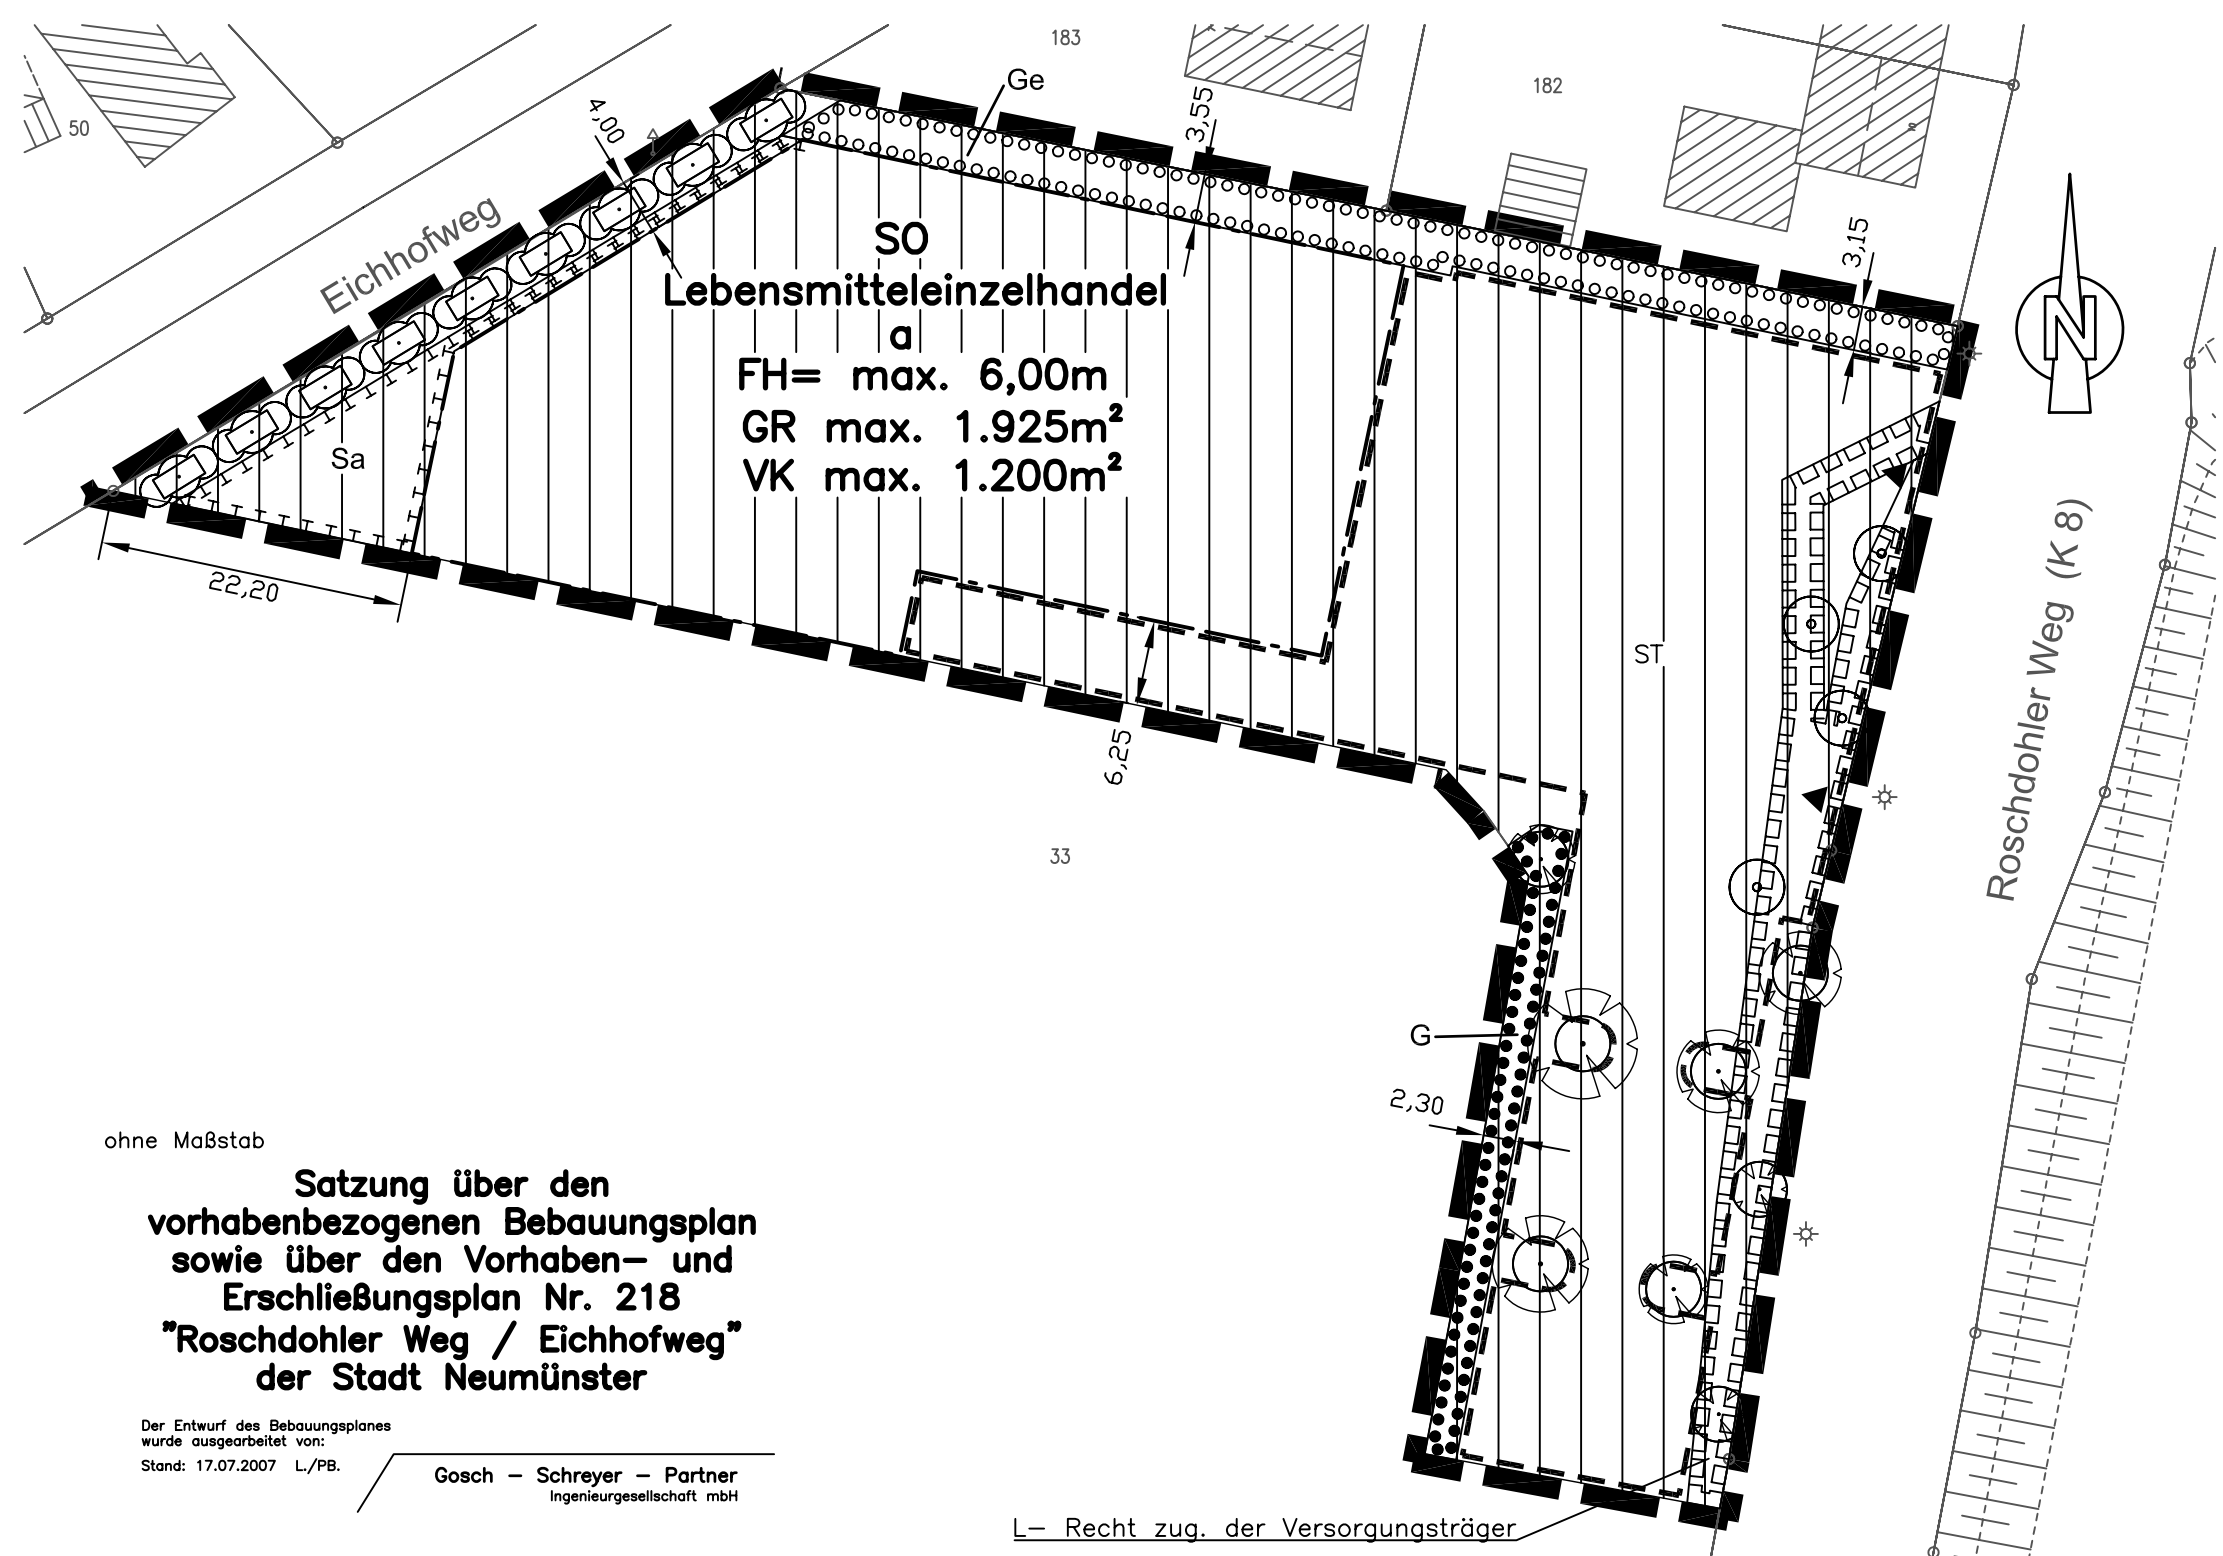 183
Ge
182
50
4,00
3,55
3,15
Eichhofweg
SO
Lebensmitteleinzelhandel
a
FH= max. 6,00m
GR max. 1.925m²
VK max. 1.200m²
Sa
N
22,20
Roschdohler Weg (K 8)
ST
6,25
33
G
2,30
ohne Maßstab
Satzung über den
vorhabenbezogenen Bebauungsplan
sowie über den Vorhaben- und
Erschließungsplan Nr. 218
"Roschdohler Weg / Eichhofweg"
der Stadt Neumünster
Der Entwurf des Bebauungsplanes
wurde ausgearbeitet von:
Stand: 17.07.2007 L./PB.
Gosch - Schreyer - Partner
Ingenieurgesellschaft mbH
L- Recht zug. der Versorgungsträger